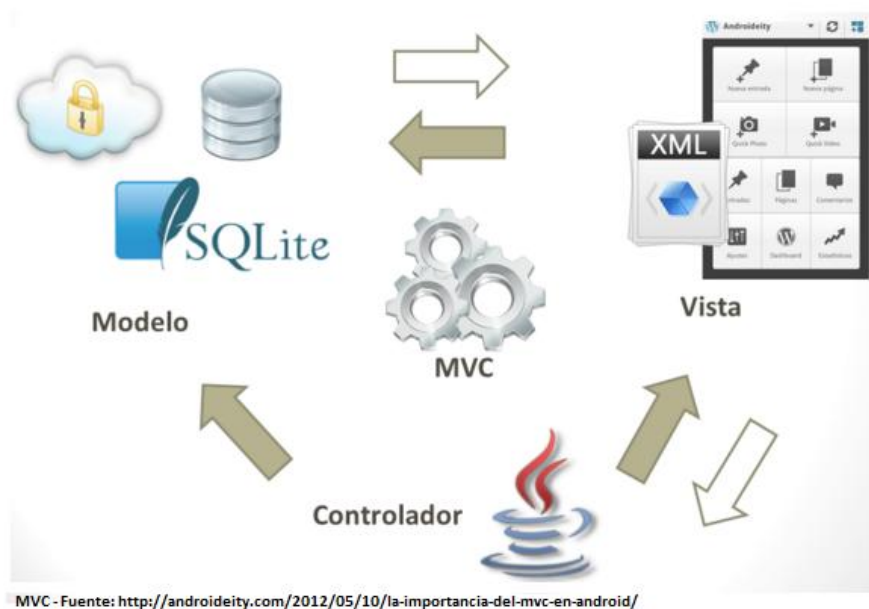 Androideity
Nueva entrada
Nueva página
XML
Quick Photo
Quick Video
SQLite
Entradas
Páginas
Comentarios
Ajustes
Dashboard
Estadísticas
Modelo
Vista
MVC
Controlador
MVC - Fuente: http://androideity.com/2012/05/10/la-importancia-del-mvc-en-android/